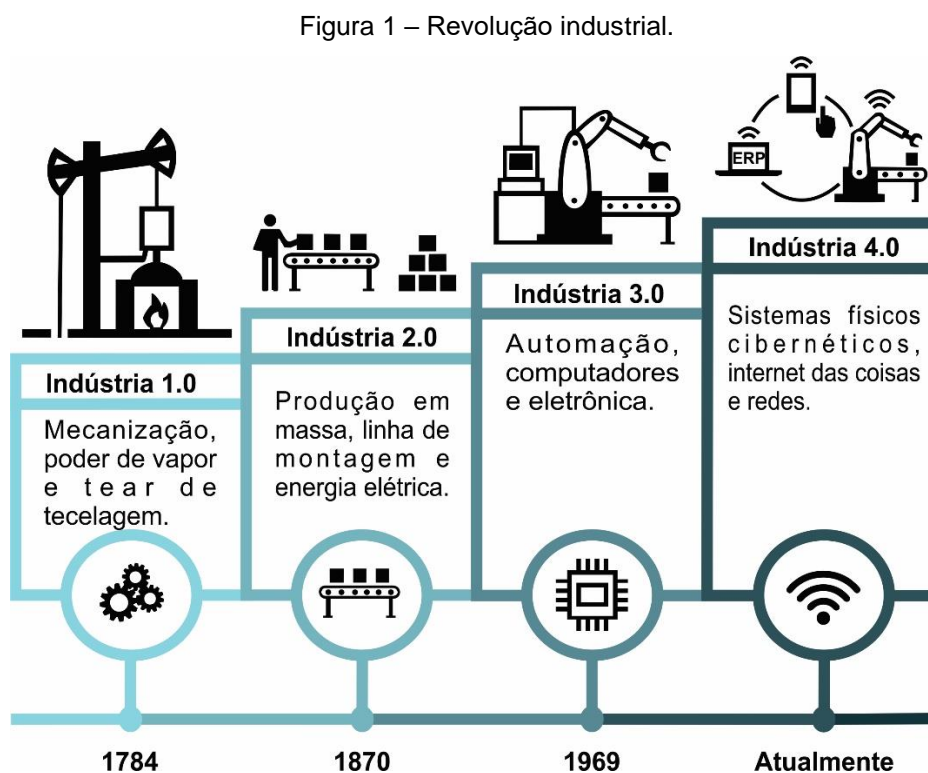 Figura 1 – Revolução industrial.
ERP
Indústria 1.0
Mecanização,
poder de vapor
e tear de
tecelagem.
Indústria 2.0
Produção em
massa, linha de
montagem e
energia elétrica.
Indústria 3.0
Automação,
computadores
e eletrônica.
Indústria 4.0
Sistemas físicos
cibernéticos,
internet das coisas
e redes.
1784
1870
1969
Atualmente